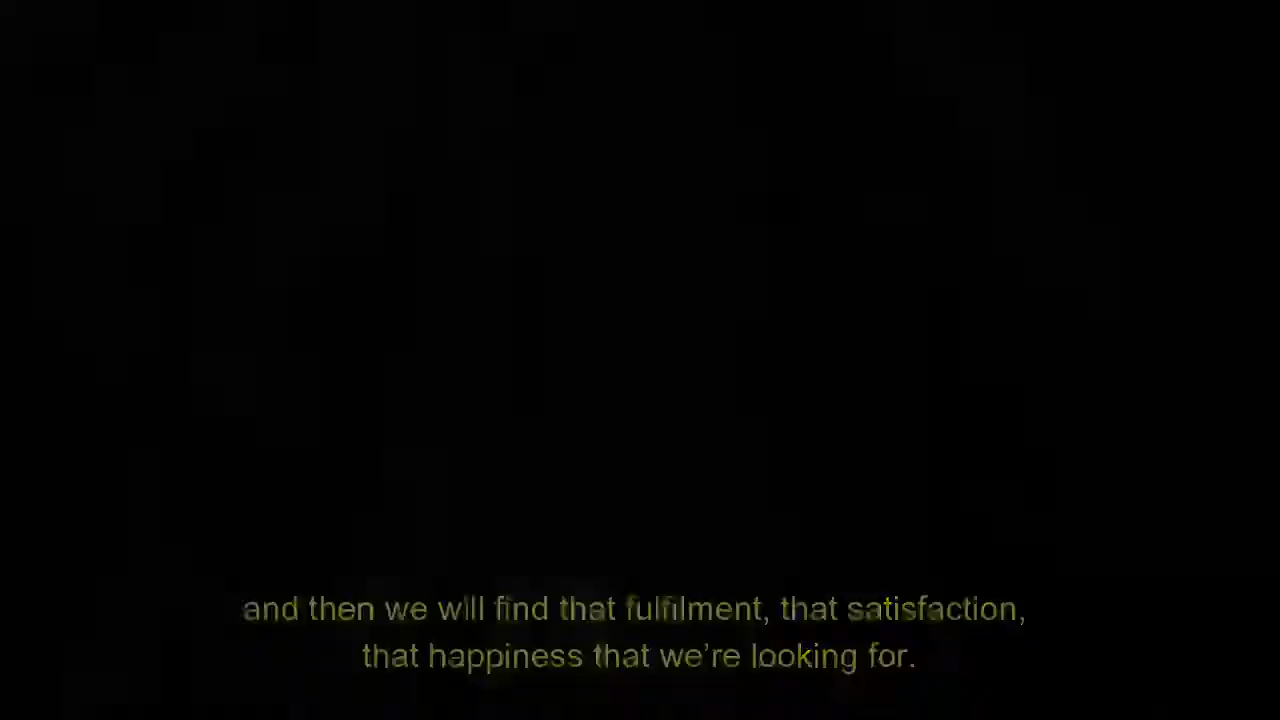 and then we will find that fulfilment, that satisfaction,
that happiness that we’re looking for.